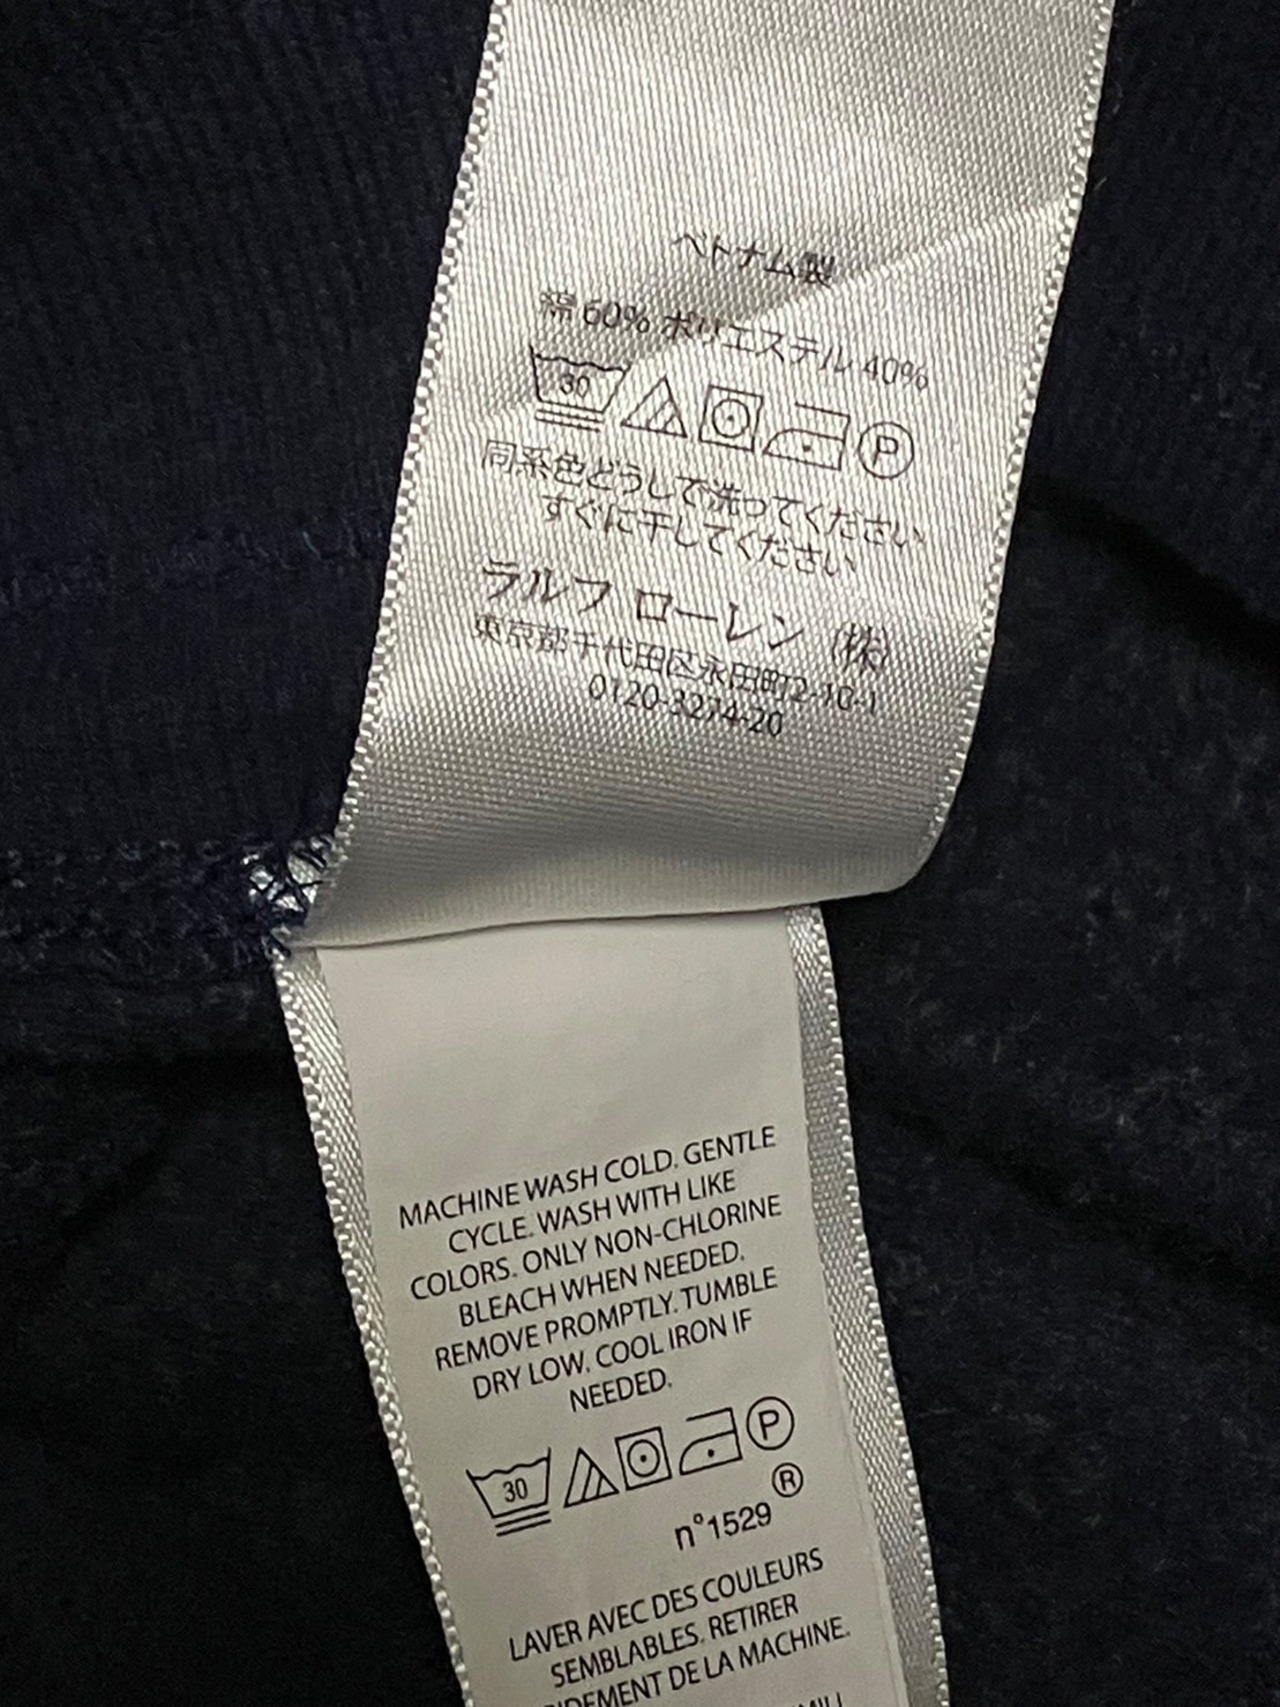 ベトナム製
綿 60% ポリエステル 40%
30 P
同系色どうしで洗ってください
すぐに干してください
ラルフ ローレン (株)
東京都千代田区永田町2-10-1
0120-3274-20
MACHINE WASH COLD. GENTLE
CYCLE. WASH WITH LIKE
COLORS. ONLY NON-CHLORINE
BLEACH WHEN NEEDED.
REMOVE PROMPTLY. TUMBLE
DRY LOW. COOL IRON IF
NEEDED.
30 P
®
n°1529
LAVER AVEC DES COULEURS
SEMBLABLES. RETIRER
DE LA MACHINE.